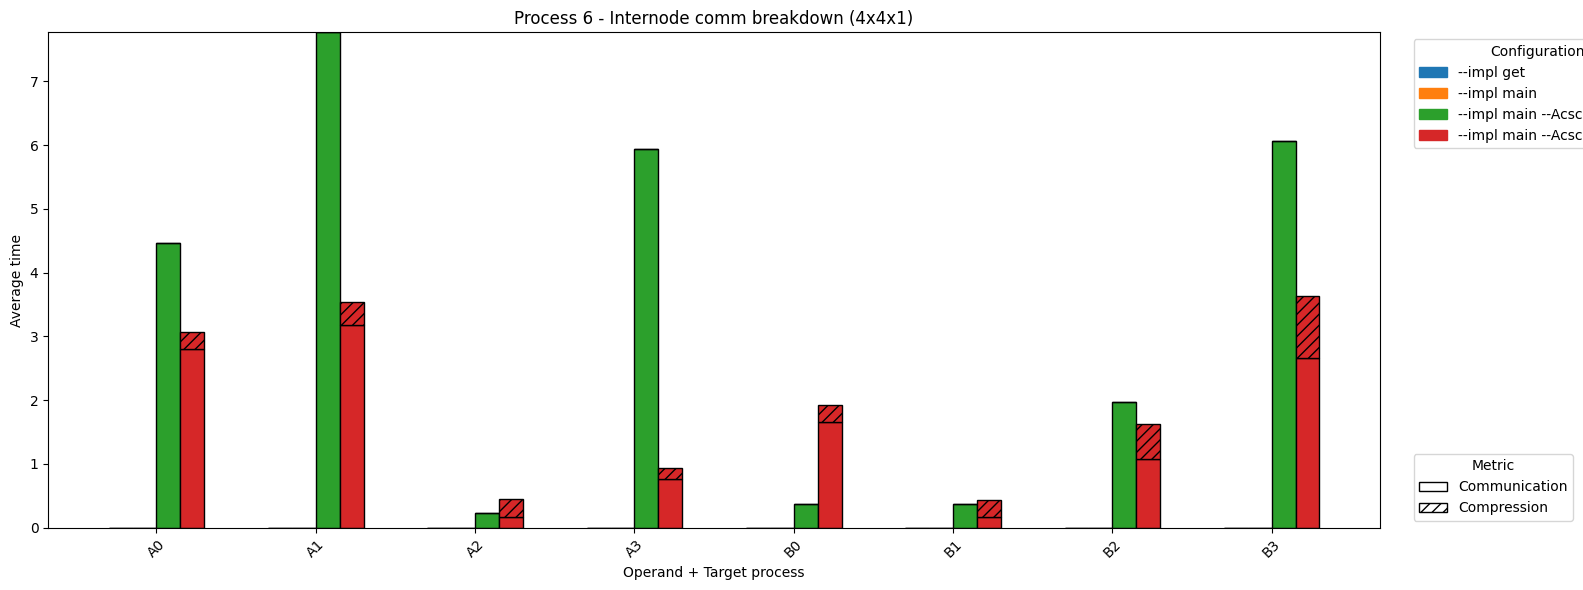 Process 6 - Internode comm breakdown (4x4x1)
Average time
7
6
5
4
3
2
1
0
A0
A1
A2
A3
B0
B1
B2
B3
Operand + Target process
Configuration
--impl get
--impl main
--impl main --Acsc
--impl main --Acsc
Metric
Communication
Compression